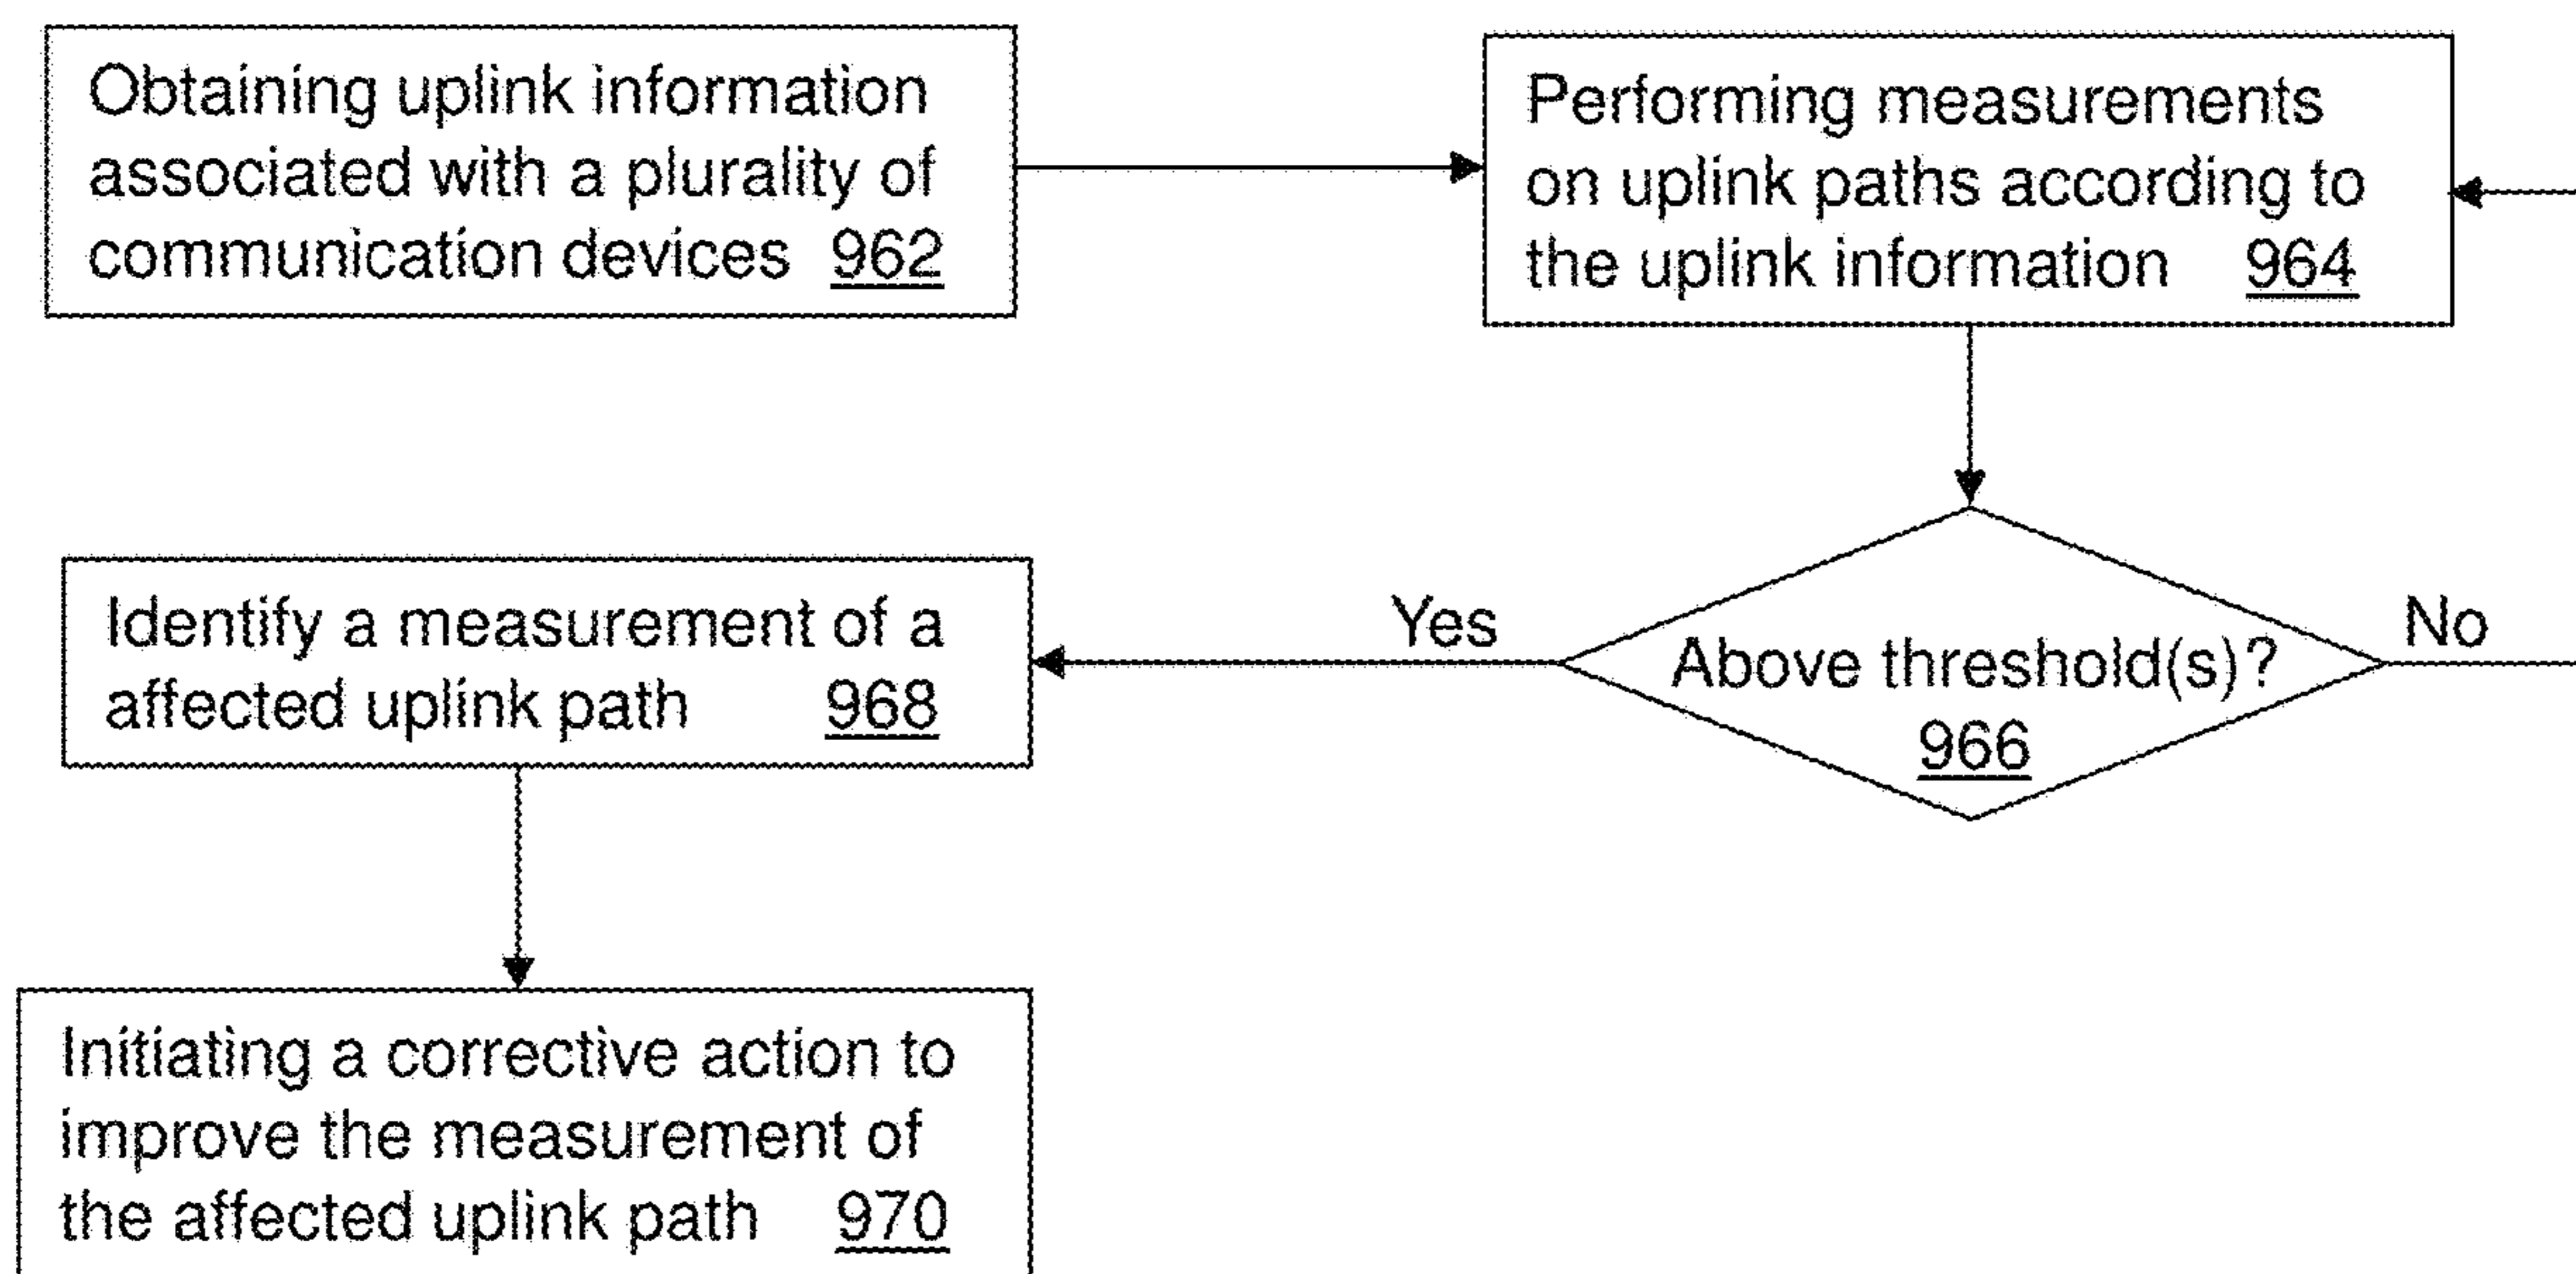 Obtaining uplink information
associated with a plurality of
communication devices 962
Performing measurements
on uplink paths according to
the uplink information 964
Above threshold(s)?
966
Yes
No
Identify a measurement of a
affected uplink path 968
Initiating a corrective action to
improve the measurement of
the affected uplink path 970